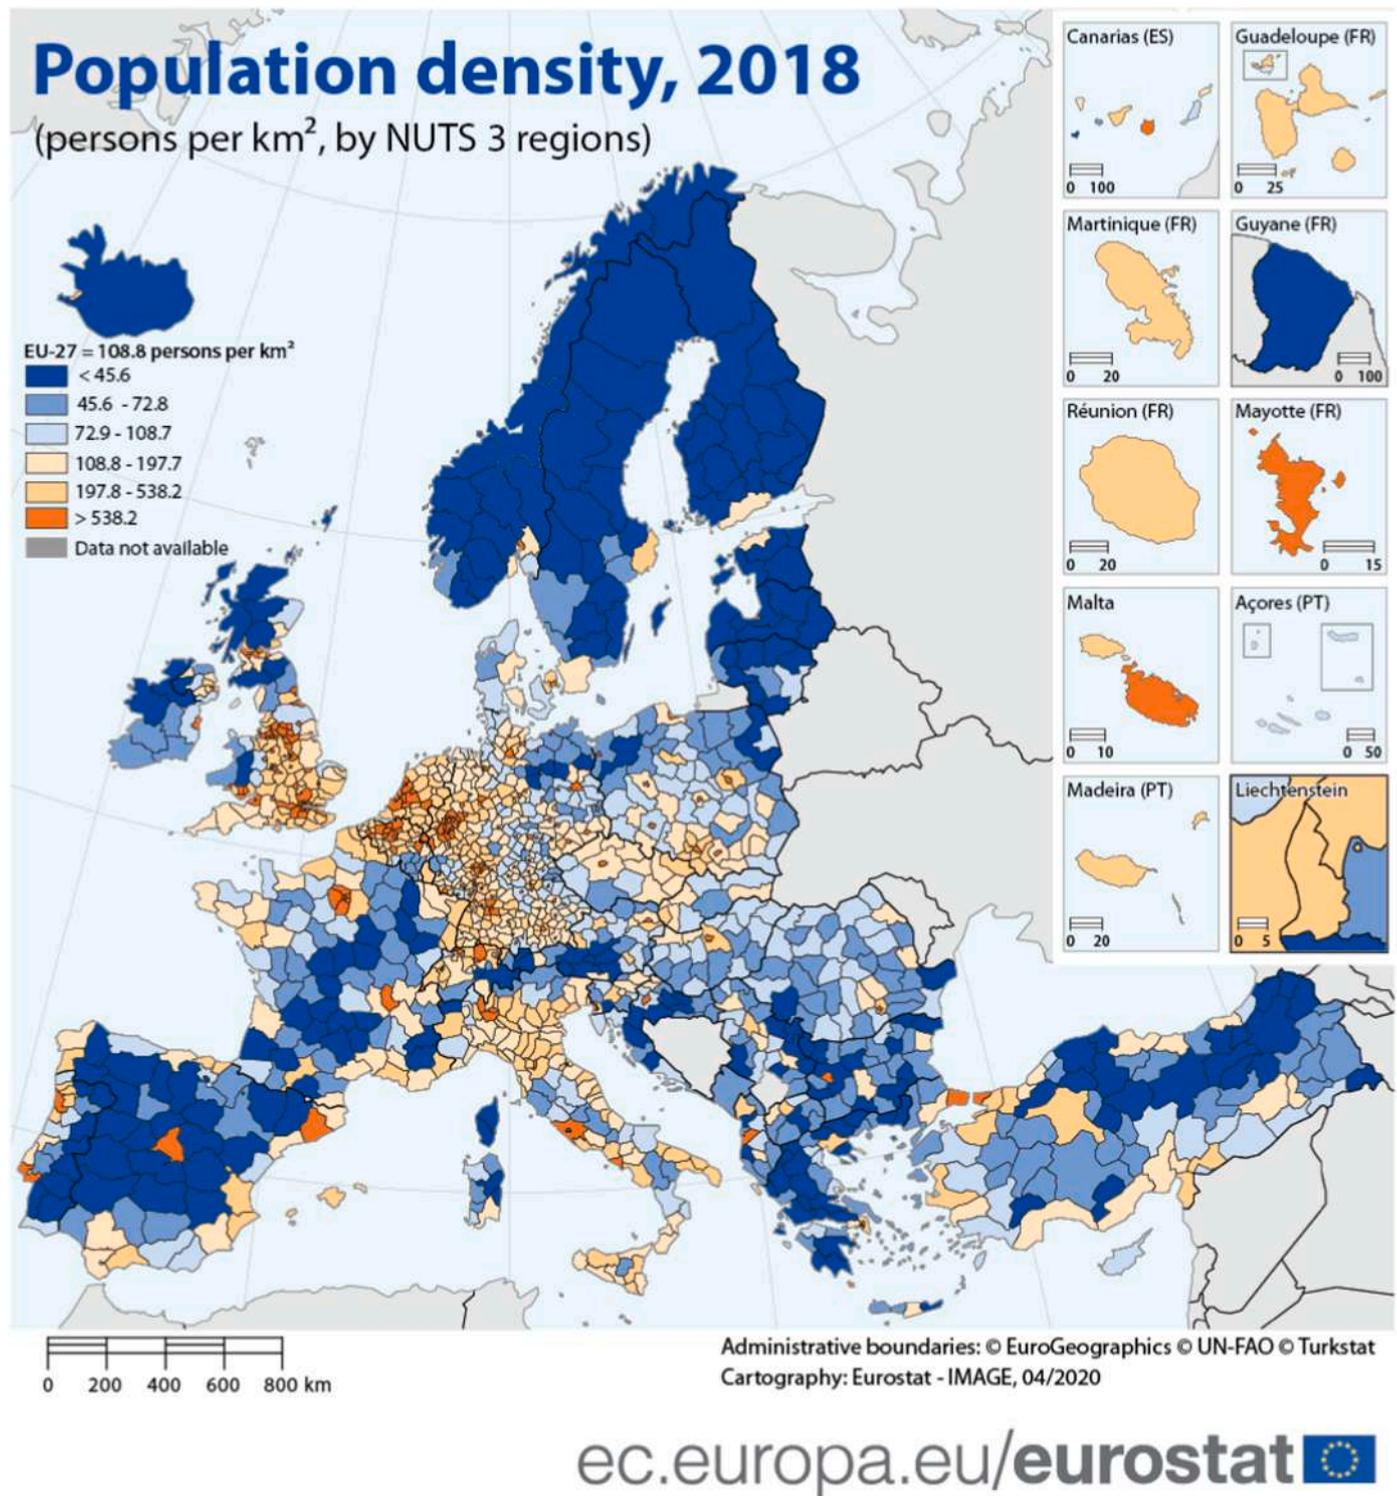 Population density, 2018
(persons per km², by NUTS 3 regions)
EU-27 = 108.8 persons per km²
< 45.6
45.6 - 72.8
72.9 - 108.7
108.8 - 197.7
197.8 - 538.2
> 538.2
Data not available
Canarias (ES)
0 100
Guadeloupe (FR)
0 25
Martinique (FR)
0 20
Guyane (FR)
0 100
Réunion (FR)
0 20
Mayotte (FR)
0 15
Malta
0 10
Açores (PT)
0 50
Madeira (PT)
0 20
Liechtenstein
0 5
0 200 400 600 800 km
Administrative boundaries: © EuroGeographics © UN-FAO © Turkstat
Cartography: Eurostat - IMAGE, 04/2020
ec.europa.eu/eurostat